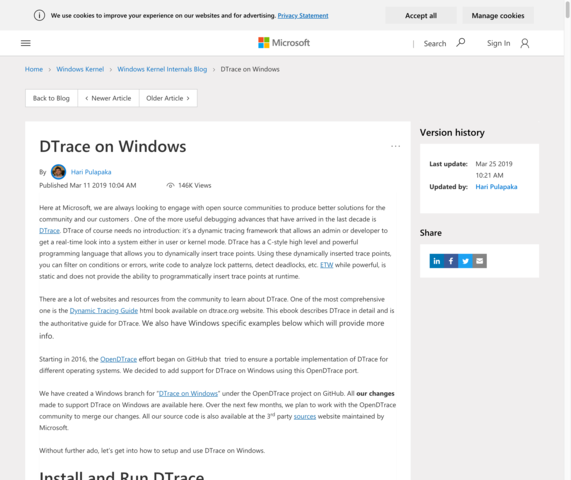 We use cookies to improve your experience on our websites and for advertising. Privacy Statement
Accept all
Manage cookies
Microsoft
Search
Sign In
Home > Windows Kernel > Windows Kernel Internals Blog > DTrace on Windows
Back to Blog
< Newer Article
Older Article >
DTrace on Windows
By Hari Pulapaka
Published Mar 11 2019 10:04 AM
146K Views
Here at Microsoft, we are always looking to engage with open source communities to produce better solutions for the
community and our customers . One of the more useful debugging advances that have arrived in the last decade is
DTrace. DTrace of course needs no introduction: it's a dynamic tracing framework that allows an admin or developer to
get a real-time look into a system either in user or kernel mode. DTrace has a C-style high level and powerful
programming language that allows you to dynamically insert trace points. Using these dynamically inserted trace points,
you can filter on conditions or errors, write code to analyze lock patterns, detect deadlocks, etc. ETW while powerful, is
static and does not provide the ability to programmatically insert trace points at runtime.
There are a lot of websites and resources from the community to learn about DTrace. One of the most comprehensive
one is the Dynamic Tracing Guide html book available on dtrace.org website. This ebook describes DTrace in detail and is
the authoritative guide for DTrace. We also have Windows specific examples below which will provide more
info.
Starting in 2016, the OpenDTrace effort began on GitHub that tried to ensure a portable implementation of DTrace for
different operating systems. We decided to add support for DTrace on Windows using this OpenDTrace port.
We have created a Windows branch for "DTrace on Windows" under the OpenDTrace project on GitHub. All our changes
made to support DTrace on Windows are available here. Over the next few months, we plan to work with the OpenDTrace
community to merge our changes. All our source code is also available at the 3rd party sources website maintained by
Microsoft.
Without further ado, let's get into how to setup and use DTrace on Windows.
Install and Run DTrace
Version history
Last update: Mar 25 2019
10:21 AM
Updated by: Hari Pulapaka
Share